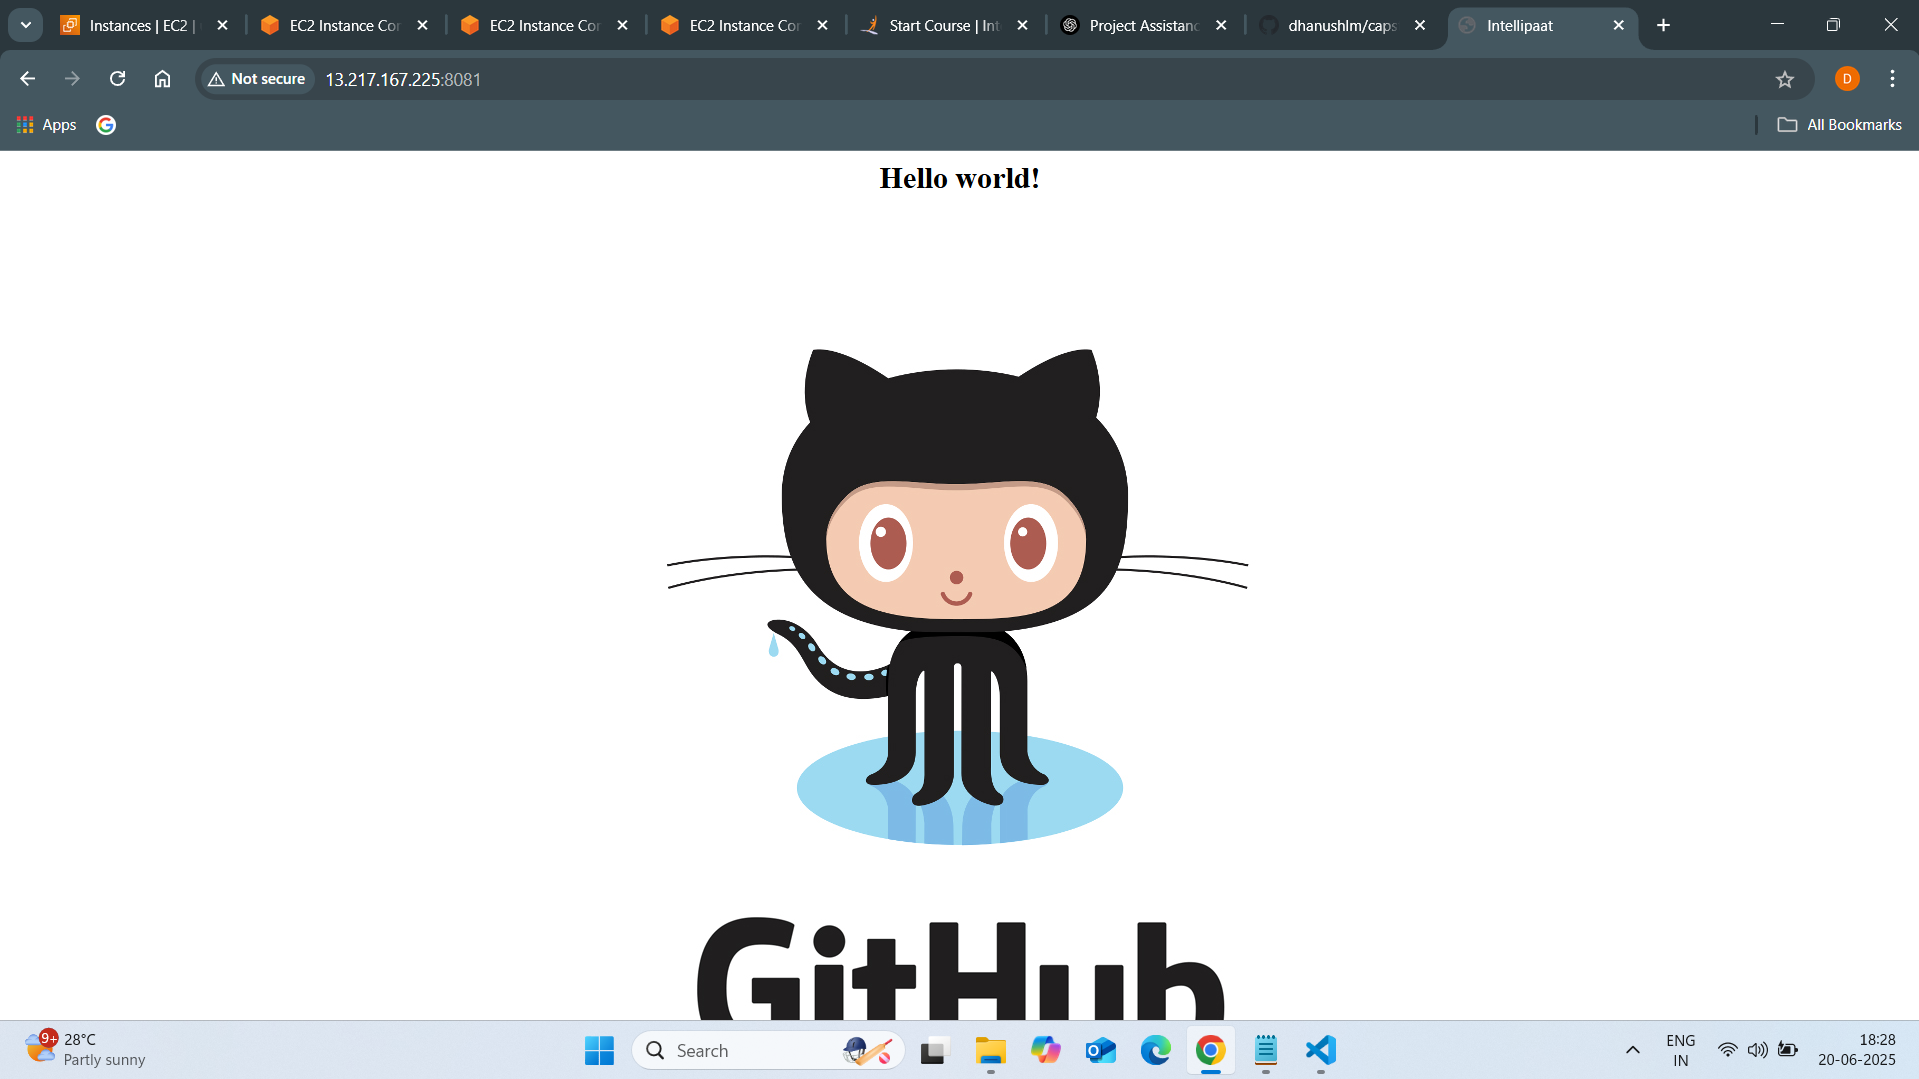 Instances | EC2 |
EC2 Instance Cor
EC2 Instance Cor
EC2 Instance Cor
Start Course | Int
Project Assistanc
dhanushlm/caps
Intellipaat
Not secure
13.217.167.225:8081
D
Apps
All Bookmarks
Hello world!
GitHub
9+
28°C
Partly sunny
Search
ENG
IN
18:28
20-06-2025